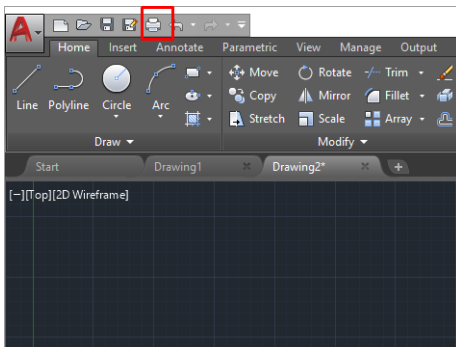 A
Home Insert Annotate Parametric View Manage Output
Line Polyline Circle Arc
Move Rotate Trim
Copy Mirror Fillet
Stretch Scale Array
Draw Modify
Start Drawing1 Drawing2*
[−][Top][2D Wireframe]